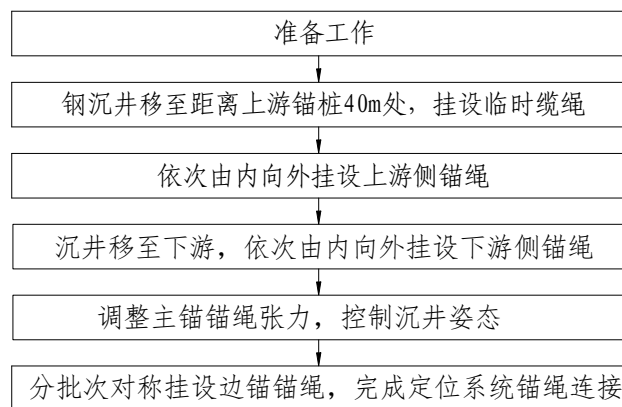 准备工作
钢沉井移至距离上游锚桩40m处，挂设临时缆绳
依次由内向外挂设上游侧锚绳
沉井移至下游，依次由内向外挂设下游侧锚绳
调整主锚锚绳张力，控制沉井姿态
分批次对称挂设边锚锚绳，完成定位系统锚绳连接